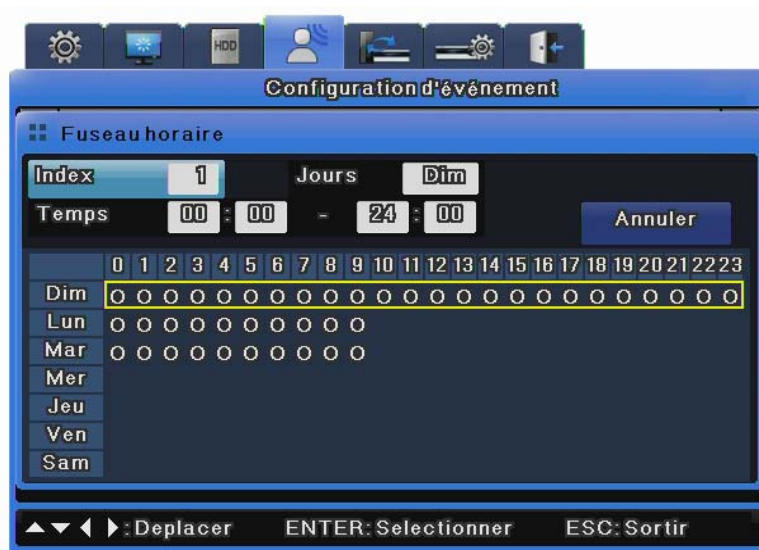 HDD
Configuration d'événement
Fuseau horaire
Index 1 Jours Dim
Temps 00 : 00 - 24 : 00 Annuler
0 1 2 3 4 5 6 7 8 9 10 11 12 13 14 15 16 17 18 19 20 21 22 23
Dim O O O O O O O O O O O O O O O O O O O O O O O O
Lun O O O O O O O O O O
Mar O O O O O O O O O O
Mer
Jeu
Ven
Sam
:Deplacer ENTER:Selectionner ESC:Sortir